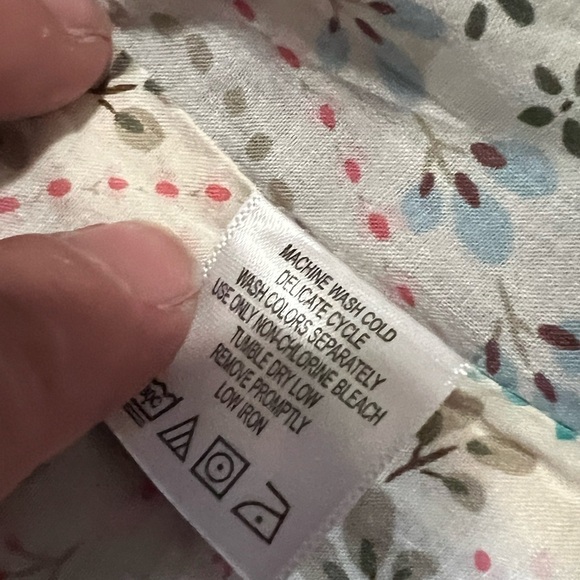 MACHINE WASH COLD
DELICATE CYCLE
WASH COLORS SEPARATELY
USE ONLY NON-CHLORINE BLEACH
TUMBLE DRY LOW
REMOVE PROMPTLY
LOW IRON